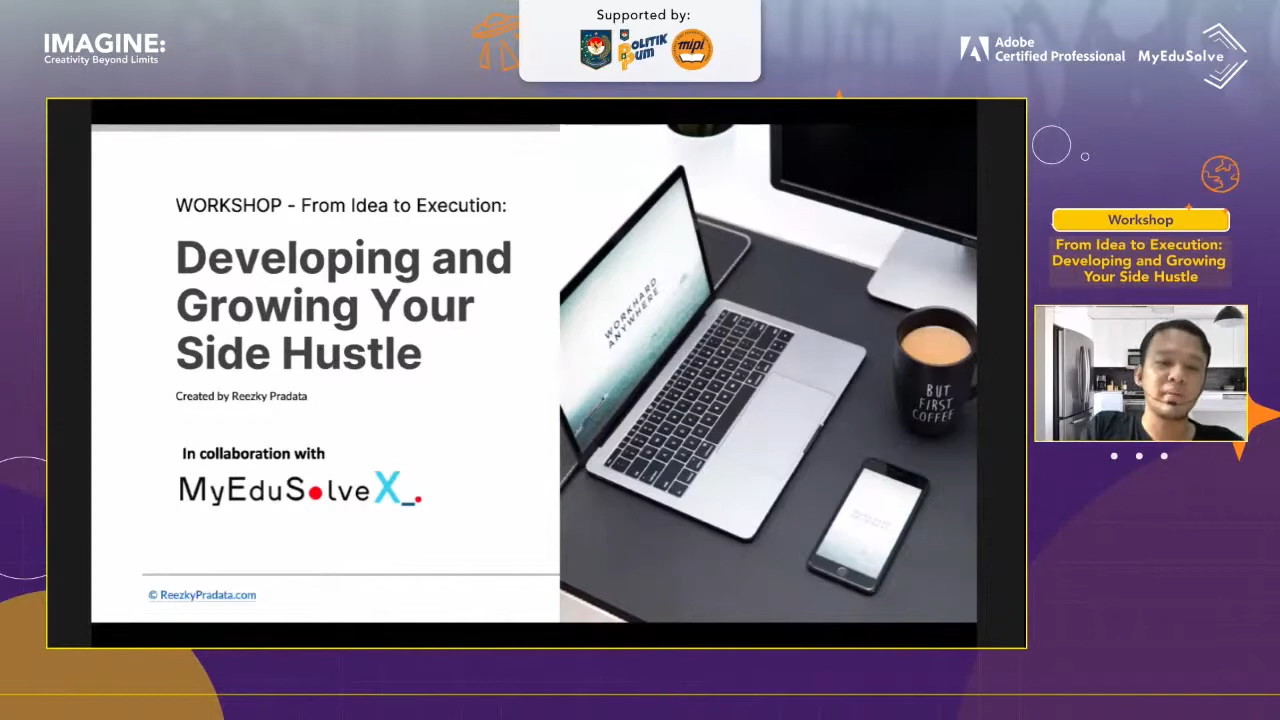 IMAGINE:
Creativity Beyond Limits
Supported by:
POLITIK
PUM
mipi
Adobe
Certified Professional
MyEduSolve
WORKSHOP - From Idea to Execution:
Developing and
Growing Your
Side Hustle
Created by Reezky Pradata
In collaboration with
MyEduSolve X_.
© ReezkyPradata.com
WORKHARD
ANYWHERE
BUT
FIRST
COFFEE
Workshop
From Idea to Execution:
Developing and Growing
Your Side Hustle